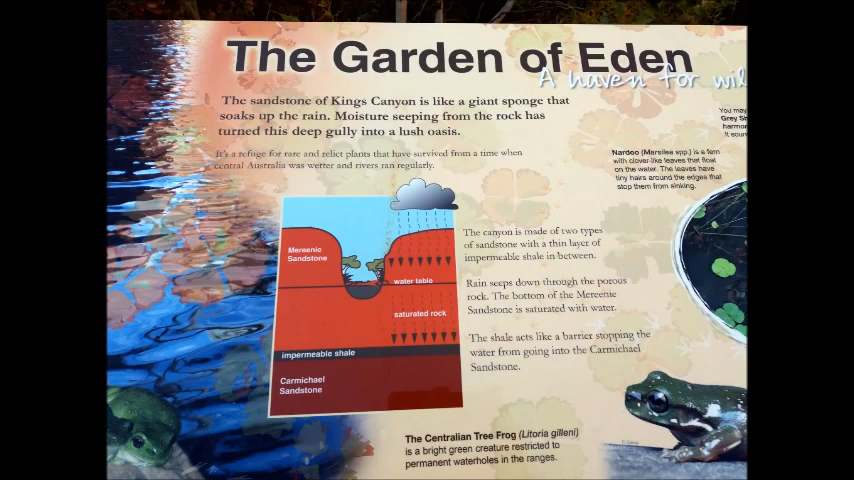 The Garden of Eden
A haven for wil
The sandstone of Kings Canyon is like a giant sponge that
soaks up the rain. Moisture seeping from the rock has
turned this deep gully into a lush oasis.
It's a refuge for rare and relict plants that have survived from a time when
central Australia was wetter and rivers ran regularly.
You may
Grey Sh
harmon
It soun
Nardoo (Marsilea spp.) is a fern
with clover-like leaves that float
on the water. The leaves have
tiny hairs around the edges that
stop them from sinking.
Mereenie
Sandstone
water table
saturated rock
impermeable shale
Carmichael
Sandstone
The canyon is made of two types
of sandstone with a thin layer of
impermeable shale in between.
Rain seeps down through the porous
rock. The bottom of the Mereenie
Sandstone is saturated with water.
The shale acts like a barrier stopping the
water from going into the Carmichael
Sandstone.
The Centralian Tree Frog (Litoria gilleni)
is a bright green creature restricted to
permanent waterholes in the ranges.